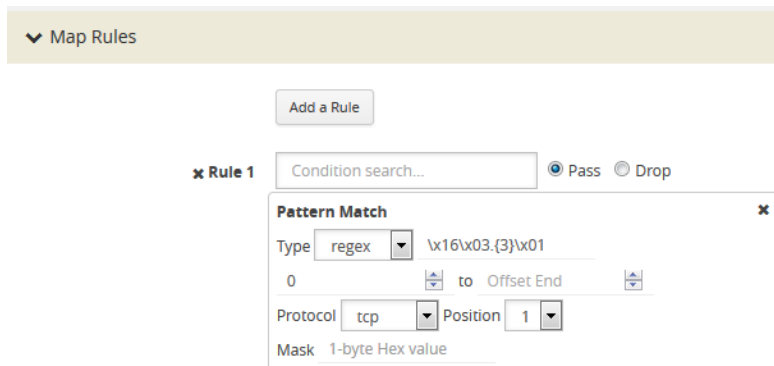 Map Rules
Add a Rule
× Rule 1 Condition search... Pass Drop
Pattern Match ×
Type regex \x16\x03.{3}\x01
0 to Offset End
Protocol tcp Position 1
Mask 1-byte Hex value